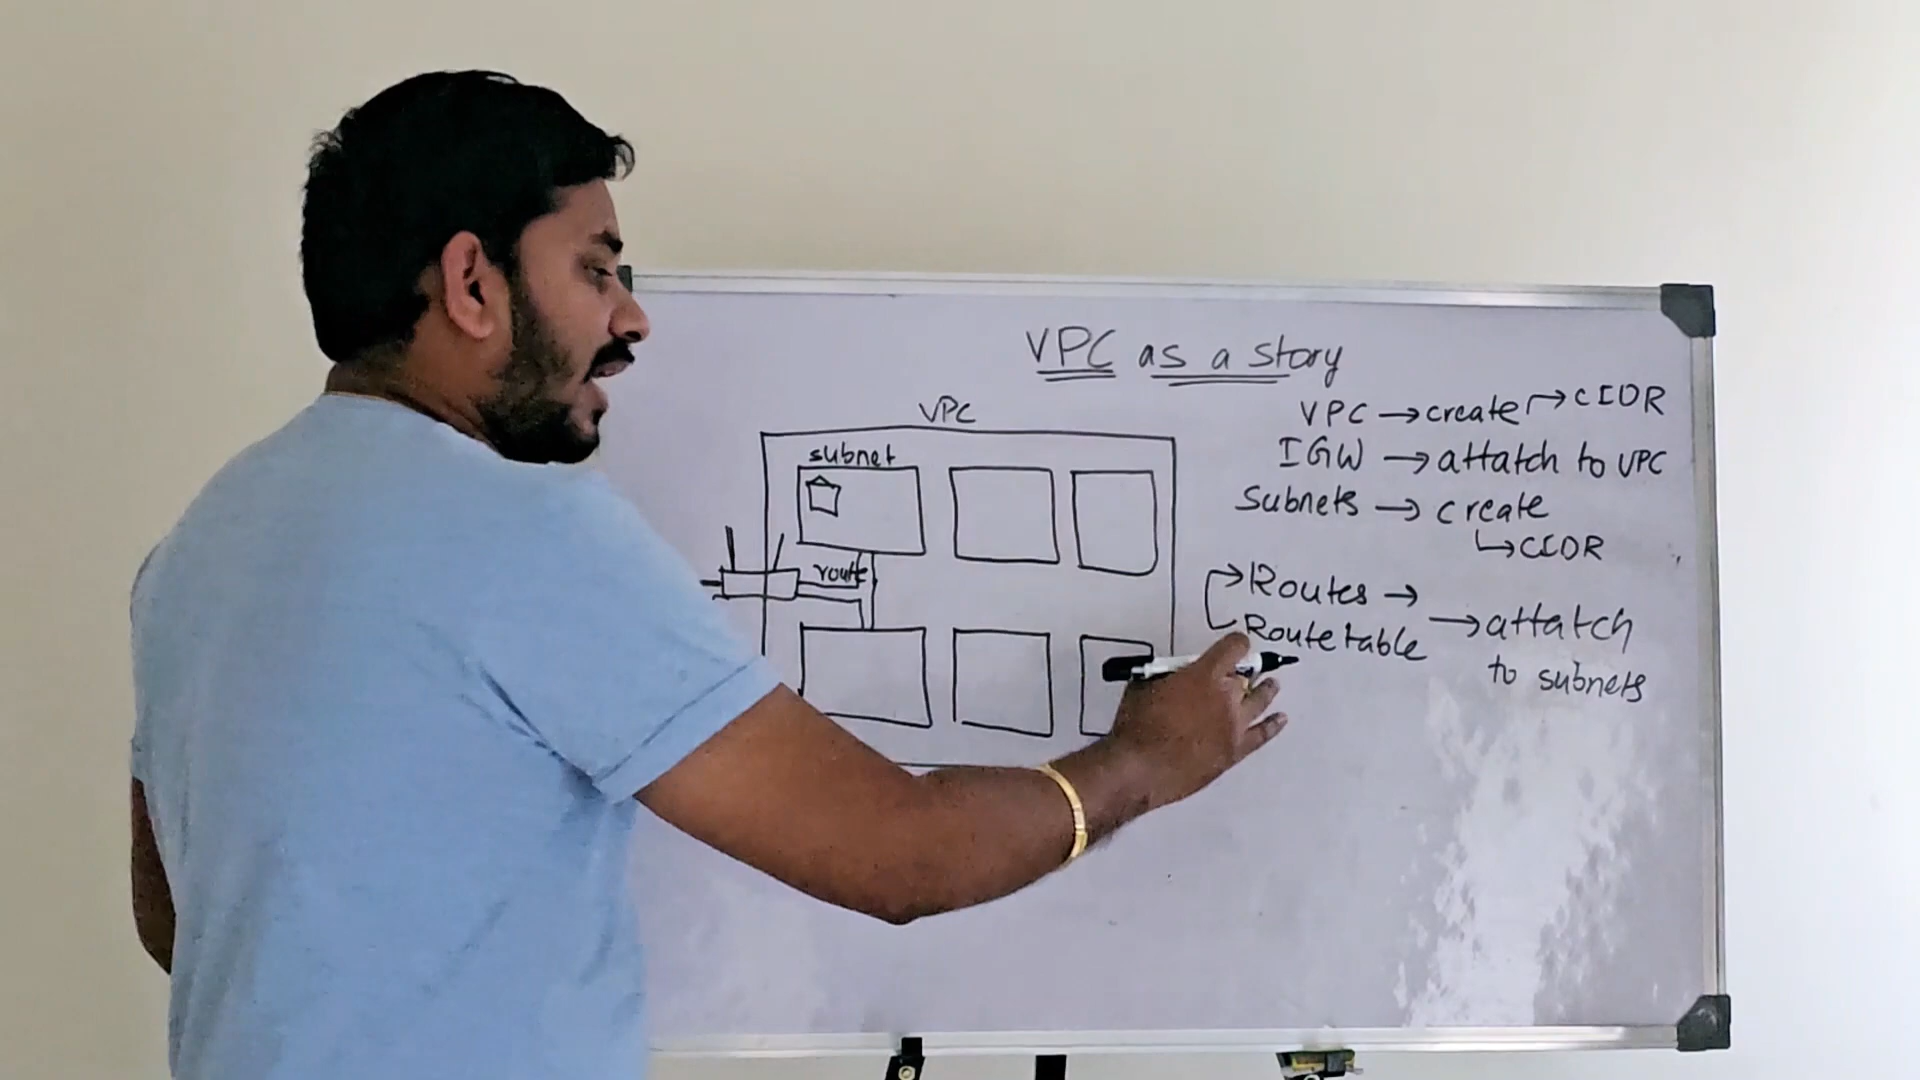 VPC as a story
VPC
subnet
route
VPC → create → CIDR
IGW → attatch to VPC
Subnets → create
→ CIDR
→ Routes →
Route table → attatch
to subnets